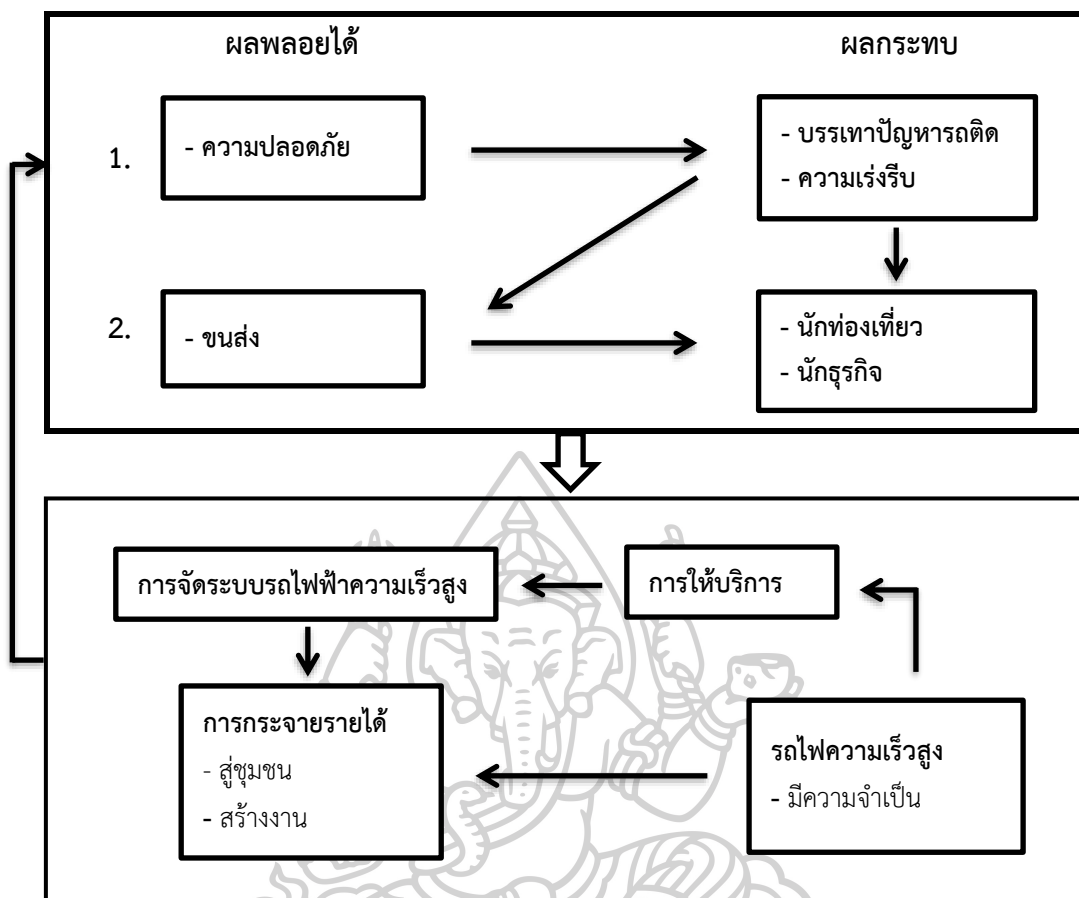 ผลพลอยได้ ผลกระทบ
1. - ความปลอดภัย
- บรรเทาปัญหารถติด
- ความเร่งรีบ
2. - ขนส่ง
- นักท่องเที่ยว
- นักธุรกิจ
การจัดระบบรถไฟฟ้าความเร็วสูง การให้บริการ
การกระจายรายได้
- สู่ชุมชน
- สร้างงาน
รถไฟความเร็วสูง
- มีความจำเป็น